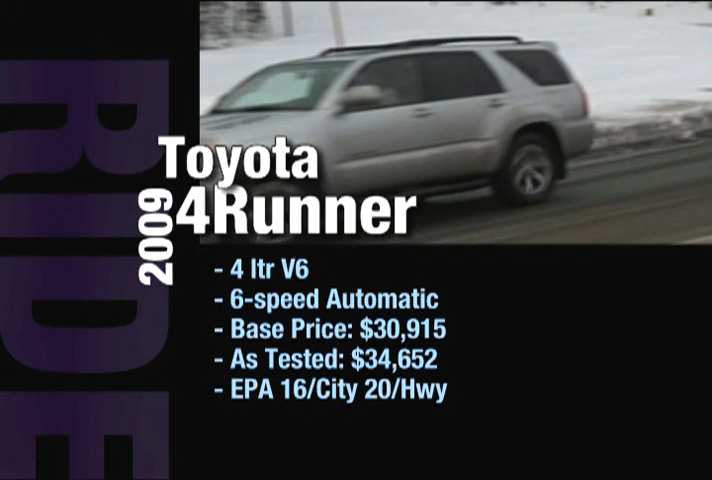 RIDE
Toyota
2009
4Runner
- 4 ltr V6
- 6-speed Automatic
- Base Price: $30,915
- As Tested: $34,652
- EPA 16/City 20/Hwy